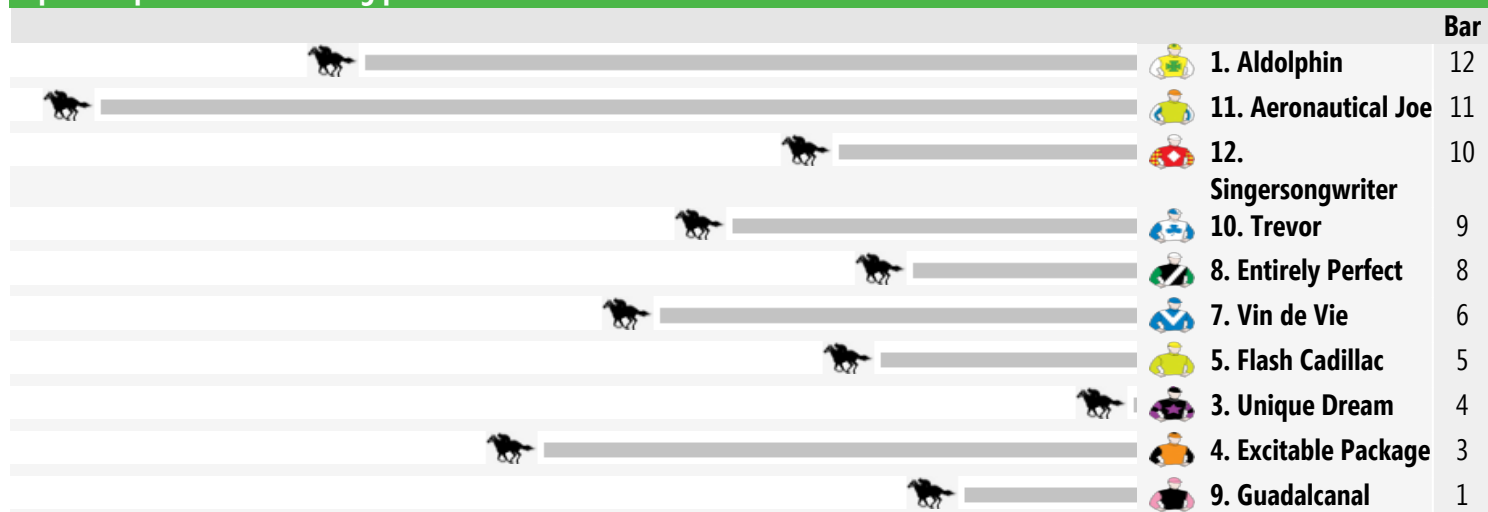 Bar
1. Aldolphin 12
11. Aeronautical Joe 11
12. 10
Singersongwriter
10. Trevor 9
8. Entirely Perfect 8
7. Vin de Vie 6
5. Flash Cadillac 5
3. Unique Dream 4
4. Excitable Package 3
9. Guadalcanal 1